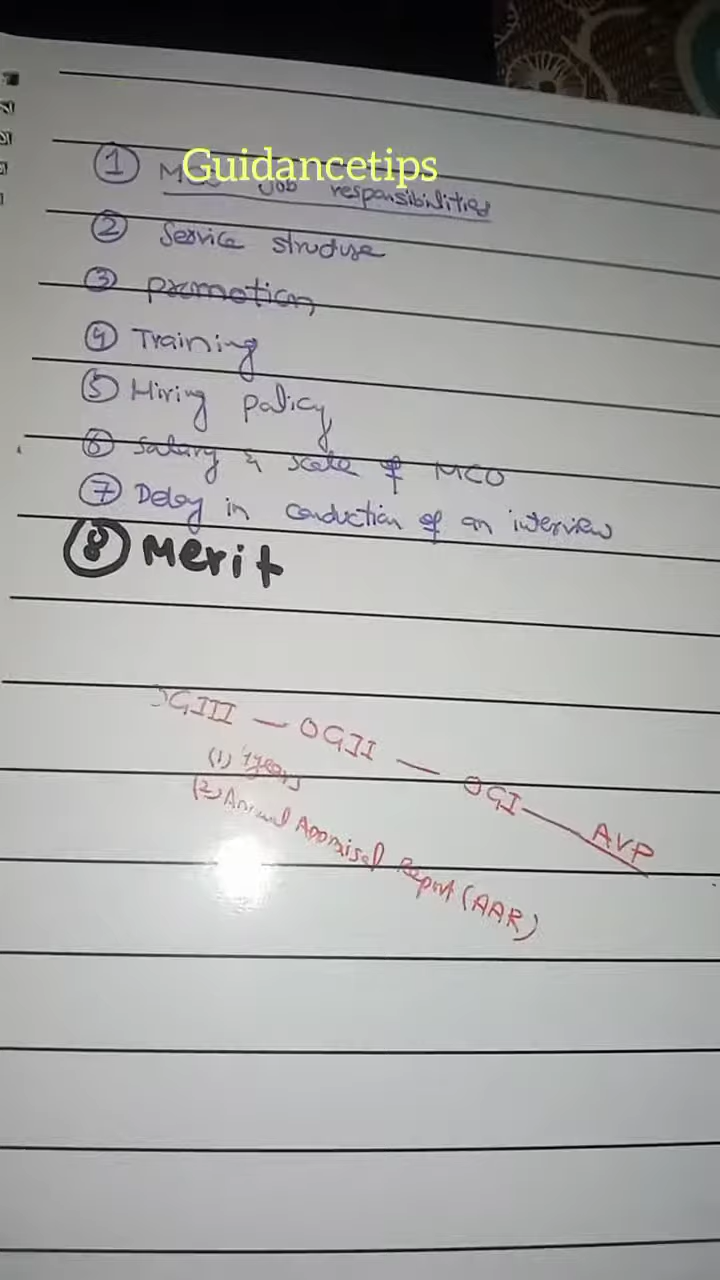 Guidancetips
① MCO Job responsibilities
② Service structure
③ promotion
④ Training
⑤ Hiring policy
⑥ Salary & scale of MCO
⑦ Delay in conduction of an interview
⑧ Merit
OGIII — OGII — OGI — AVP
(1) years
(2) Annual Appraisal Report (AAR)